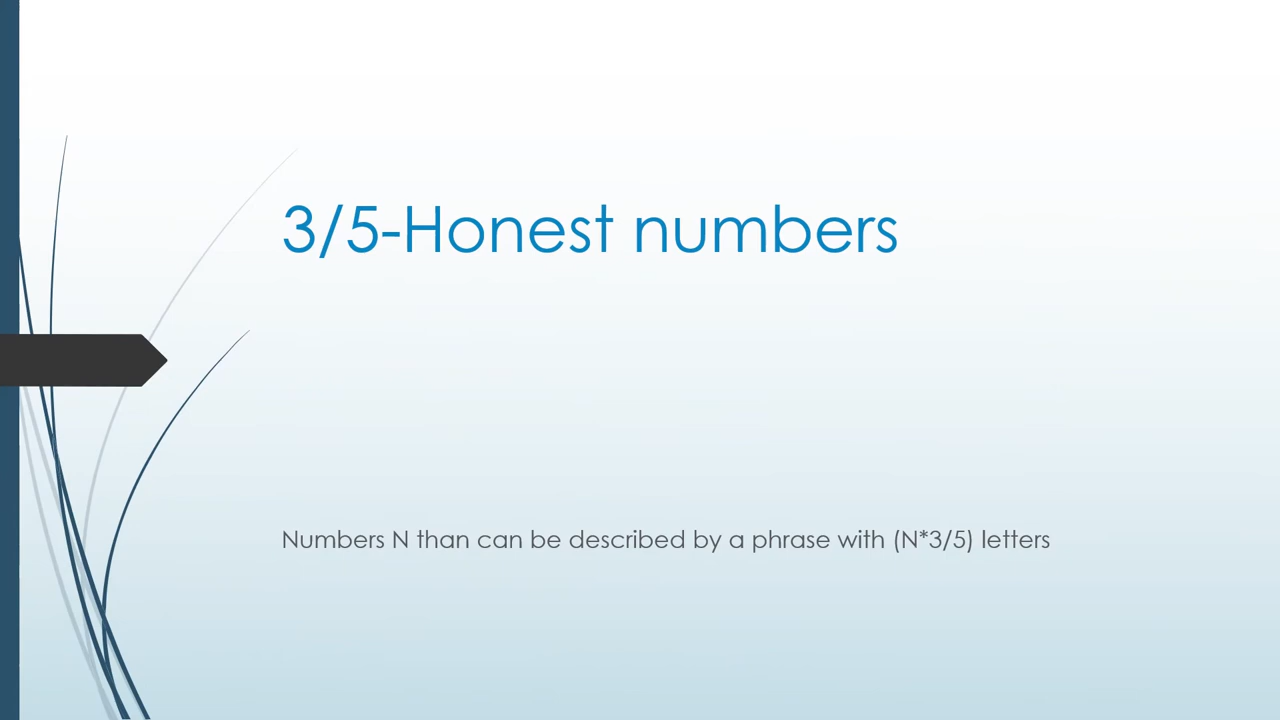 3/5-Honest numbers
Numbers N than can be described by a phrase with (N*3/5) letters